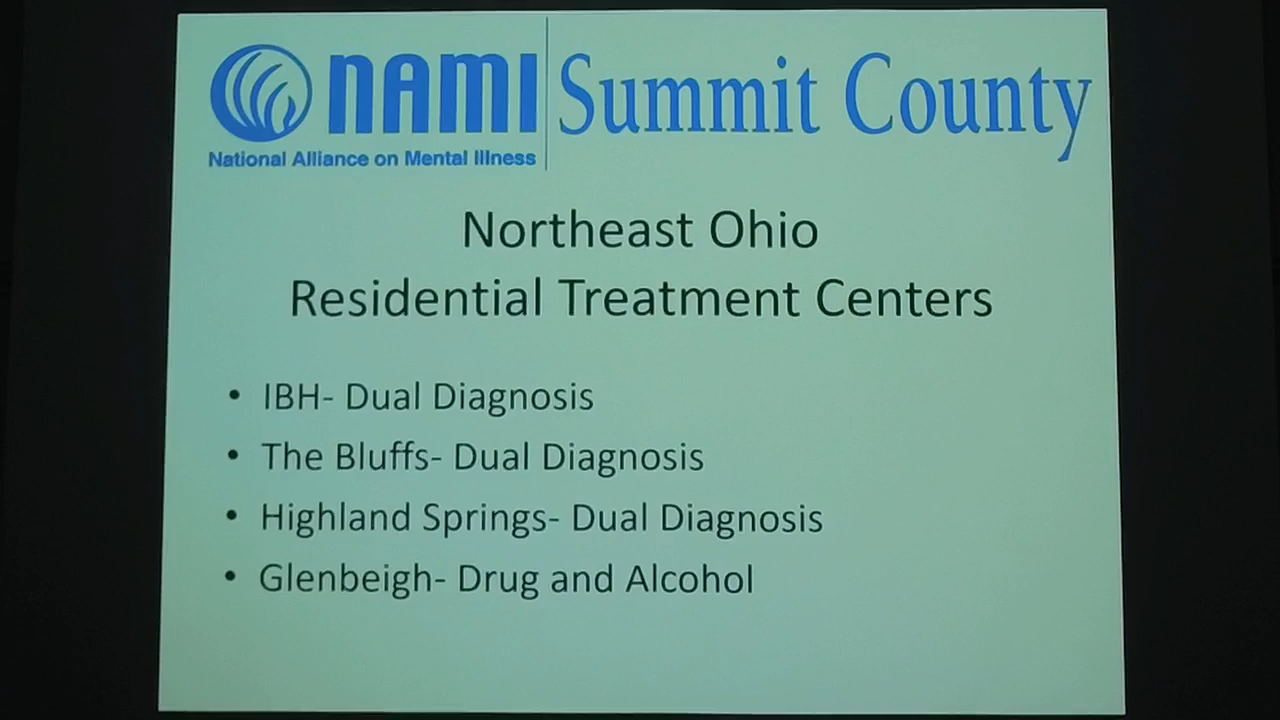 NAMI Summit County
National Alliance on Mental Illness
Northeast Ohio
Residential Treatment Centers
• IBH- Dual Diagnosis
• The Bluffs- Dual Diagnosis
• Highland Springs- Dual Diagnosis
• Glenbeigh- Drug and Alcohol